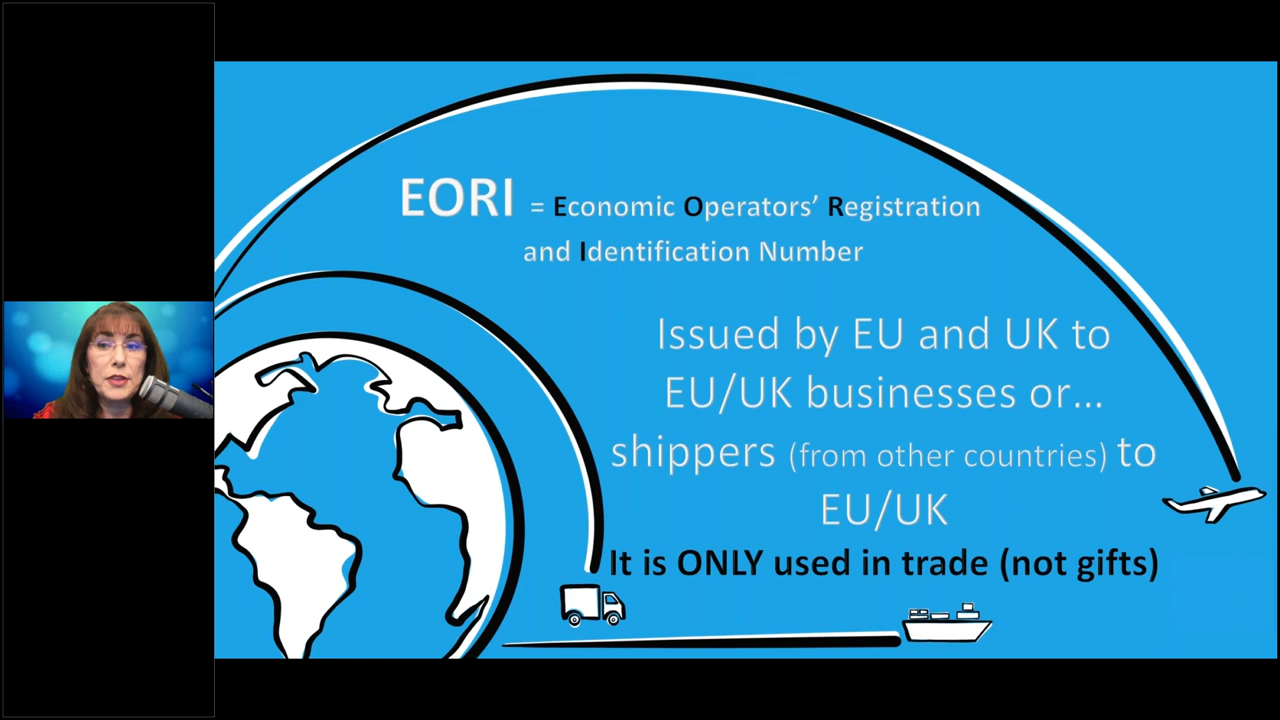 EORI = Economic Operators’ Registration
and Identification Number
Issued by EU and UK to
EU/UK businesses or...
shippers (from other countries) to
EU/UK
It is ONLY used in trade (not gifts)